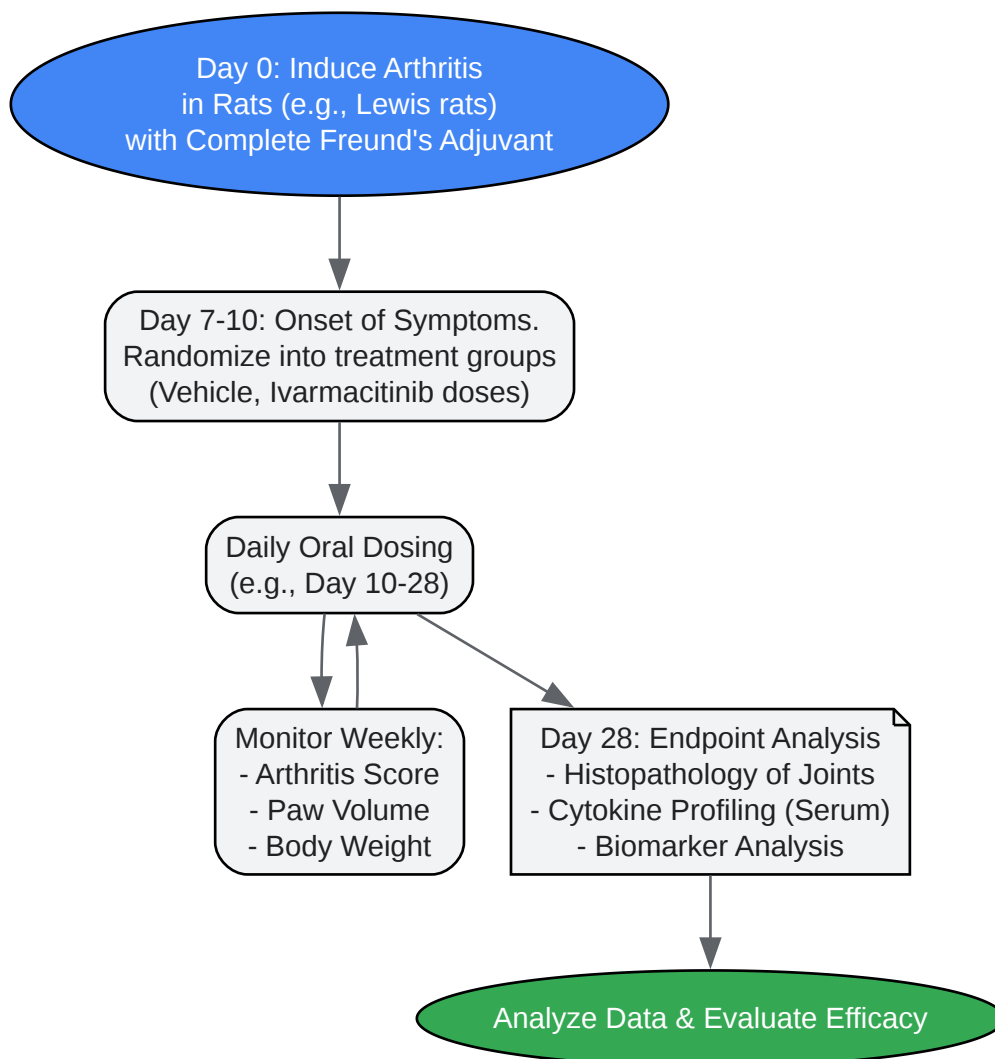 Day 0: Induce Arthritis
in Rats (e.g., Lewis rats)
with Complete Freund's Adjuvant
Day 7-10: Onset of Symptoms.
Randomize into treatment groups
(Vehicle, Ivarmacitinib doses)
Daily Oral Dosing
(e.g., Day 10-28)
Monitor Weekly:
- Arthritis Score
- Paw Volume
- Body Weight
Day 28: Endpoint Analysis
- Histopathology of Joints
- Cytokine Profiling (Serum)
- Biomarker Analysis
Analyze Data & Evaluate Efficacy